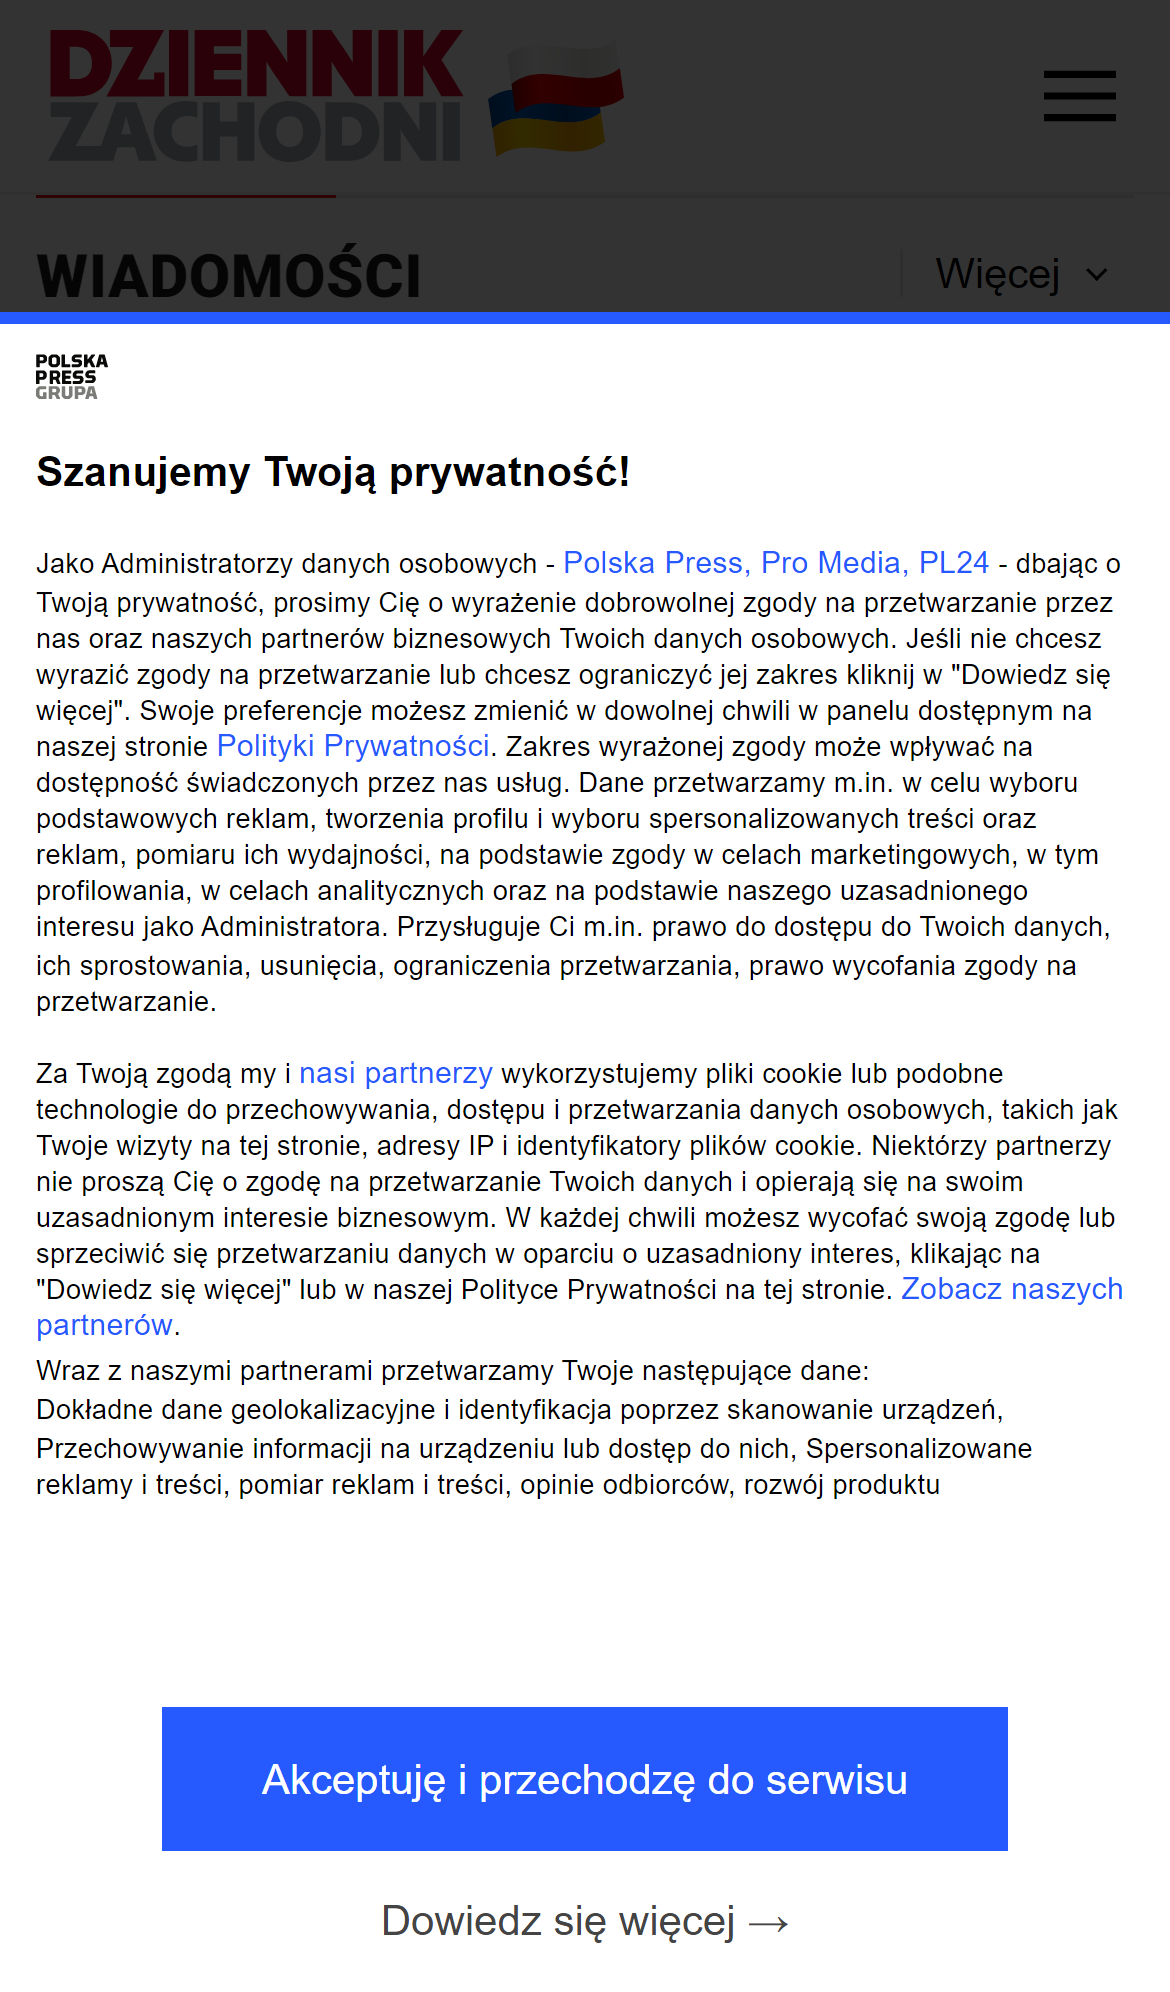 DZIENNIK
ZACHODNI
WIADOMOŚCI
Więcej
POLSKA
PRESS
GRUPA
Szanujemy Twoją prywatność!
Jako Administratorzy danych osobowych - Polska Press, Pro Media, PL24 - dbając o
Twoją prywatność, prosimy Cię o wyrażenie dobrowolnej zgody na przetwarzanie przez
nas oraz naszych partnerów biznesowych Twoich danych osobowych. Jeśli nie chcesz
wyrazić zgody na przetwarzanie lub chcesz ograniczyć jej zakres kliknij w "Dowiedz się
więcej". Swoje preferencje możesz zmienić w dowolnej chwili w panelu dostępnym na
naszej stronie Polityki Prywatności. Zakres wyrażonej zgody może wpływać na
dostępność świadczonych przez nas usług. Dane przetwarzamy m.in. w celu wyboru
podstawowych reklam, tworzenia profilu i wyboru spersonalizowanych treści oraz
reklam, pomiaru ich wydajności, na podstawie zgody w celach marketingowych, w tym
profilowania, w celach analitycznych oraz na podstawie naszego uzasadnionego
interesu jako Administratora. Przysługuje Ci m.in. prawo do dostępu do Twoich danych,
ich sprostowania, usunięcia, ograniczenia przetwarzania, prawo wycofania zgody na
przetwarzanie.
Za Twoją zgodą my i nasi partnerzy wykorzystujemy pliki cookie lub podobne
technologie do przechowywania, dostępu i przetwarzania danych osobowych, takich jak
Twoje wizyty na tej stronie, adresy IP i identyfikatory plików cookie. Niektórzy partnerzy
nie proszą Cię o zgodę na przetwarzanie Twoich danych i opierają się na swoim
uzasadnionym interesie biznesowym. W każdej chwili możesz wycofać swoją zgodę lub
sprzeciwić się przetwarzaniu danych w oparciu o uzasadniony interes, klikając na
"Dowiedz się więcej" lub w naszej Polityce Prywatności na tej stronie. Zobacz naszych
partnerów.
Wraz z naszymi partnerami przetwarzamy Twoje następujące dane:
Dokładne dane geolokalizacyjne i identyfikacja poprzez skanowanie urządzeń,
Przechowywanie informacji na urządzeniu lub dostęp do nich, Spersonalizowane
reklamy i treści, pomiar reklam i treści, opinie odbiorców, rozwój produktu
Akceptuję i przechodzę do serwisu
Dowiedz się więcej →